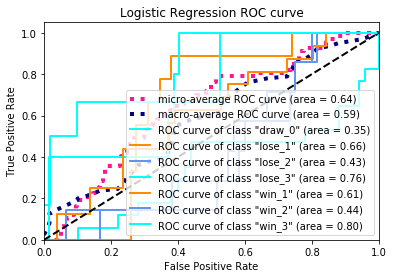 Logistic Regression ROC curve
True Positive Rate
1.0
0.8
0.6
0.4
0.2
0.0
micro-average ROC curve (area = 0.64)
macro-average ROC curve (area = 0.59)
ROC curve of class "draw_0" (area = 0.35)
ROC curve of class "lose_1" (area = 0.66)
ROC curve of class "lose_2" (area = 0.43)
ROC curve of class "lose_3" (area = 0.76)
ROC curve of class "win_1" (area = 0.61)
ROC curve of class "win_2" (area = 0.44)
ROC curve of class "win_3" (area = 0.80)
0.0 0.2 0.4 0.6 0.8 1.0
False Positive Rate